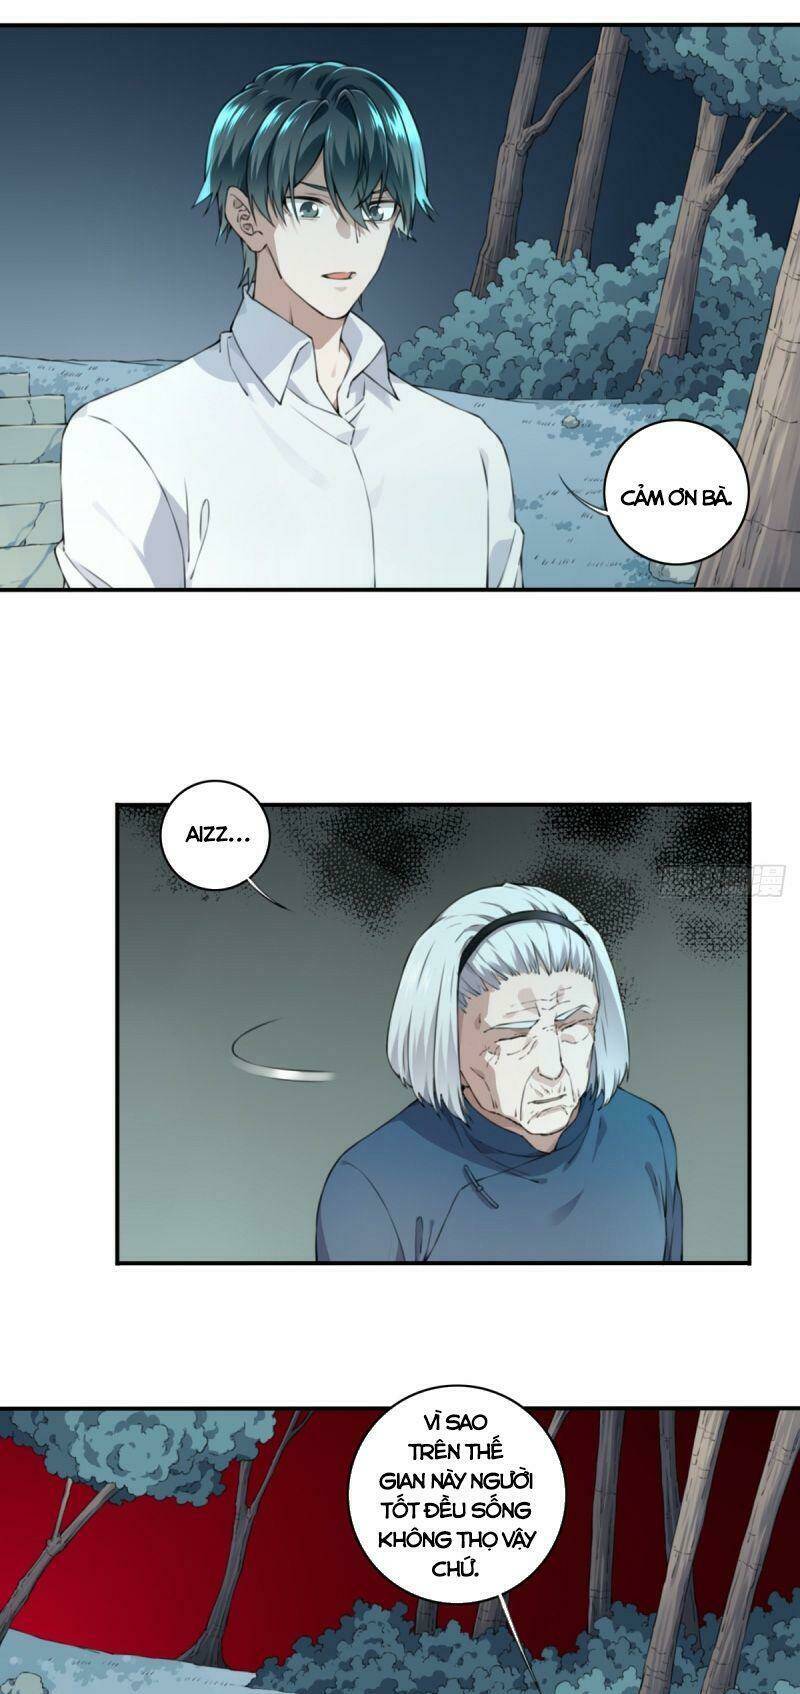 CẢM ƠN BÀ.
AIZZ...
VÌ SAO
TRÊN THẾ
GIAN NÀY NGƯỜI
TỐT ĐỀU SỐNG
KHÔNG THỌ VẬY
CHỨ.